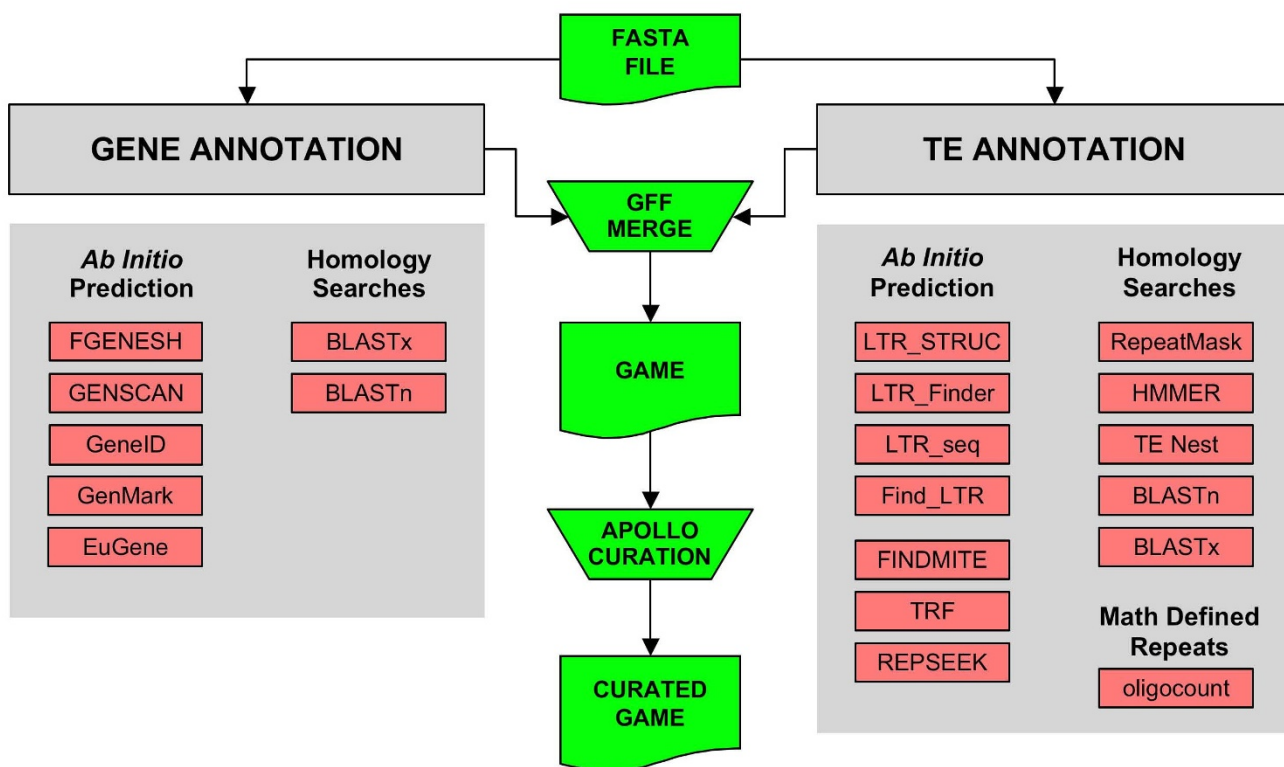 FASTA
FILE
GENE ANNOTATION
TE ANNOTATION
GFF
MERGE
GAME
APOLLO
CURATION
CURATED
GAME
Ab Initio
Prediction
FGENESH
GENSCAN
GeneID
GenMark
EuGene
Homology
Searches
BLASTx
BLASTn
Ab Initio
Prediction
LTR_STRUC
LTR_Finder
LTR_seq
Find_LTR
FINDMITE
TRF
REPSEEK
Homology
Searches
RepeatMask
HMMER
TE Nest
BLASTn
BLASTx
Math Defined
Repeats
oligocount